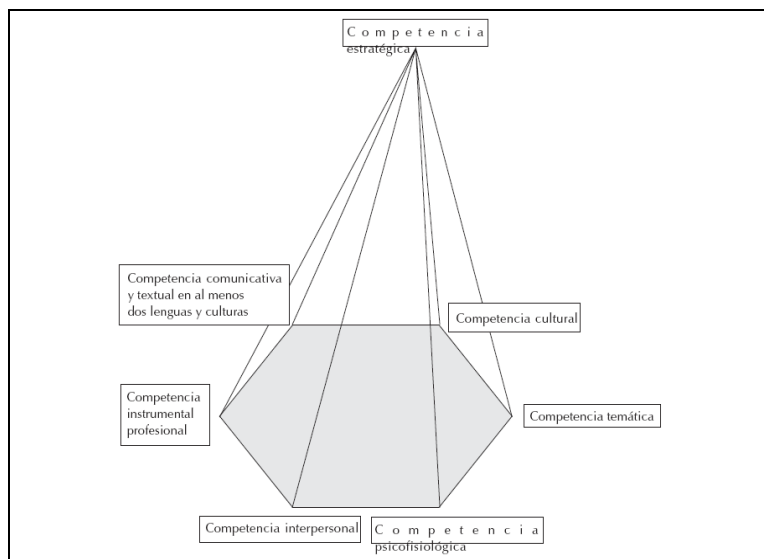 Competencia
estratégica
Competencia comunicativa
y textual en al menos
dos lenguas y culturas
Competencia cultural
Competencia
instrumental
profesional
Competencia temática
Competencia interpersonal
Competencia
psicofisiológica